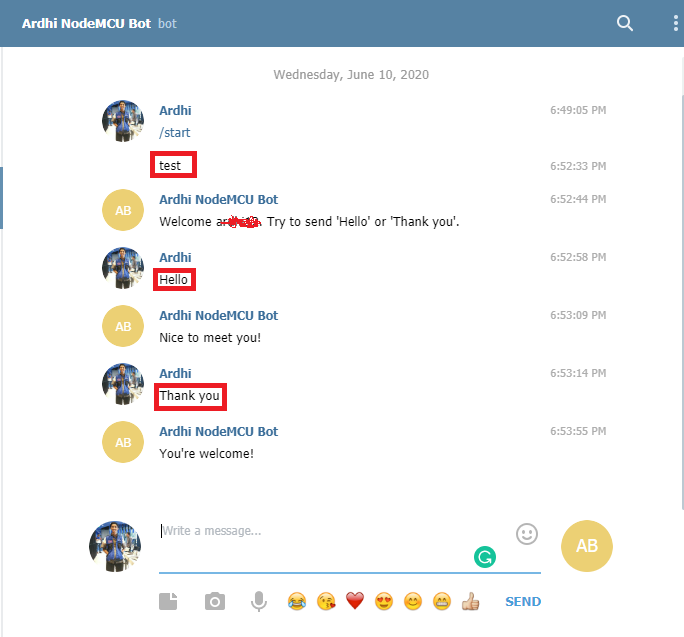 Ardhi NodeMCU Bot bot
Wednesday, June 10, 2020
Ardhi 6:49:05 PM
/start
test 6:52:33 PM
AB Ardhi NodeMCU Bot 6:52:44 PM
Welcome Try to send 'Hello' or 'Thank you'.
Ardhi 6:52:58 PM
Hello
AB Ardhi NodeMCU Bot 6:53:09 PM
Nice to meet you!
Ardhi 6:53:14 PM
Thank you
AB Ardhi NodeMCU Bot 6:53:55 PM
You're welcome!
Write a message...
AB
SEND